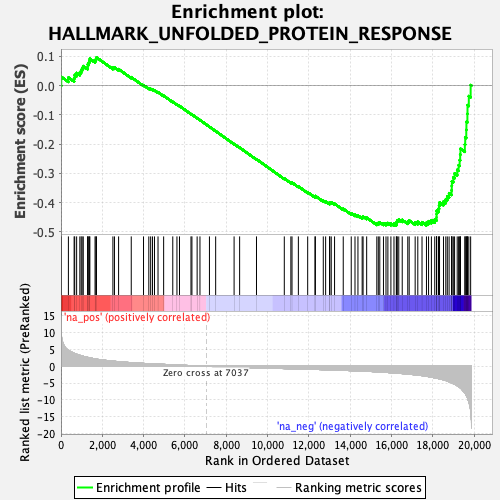 Enrichment plot:
HALLMARK_UNFOLDED_PROTEIN_RESPONSE
Enrichment score (ES)
0.1
0.0
-0.1
-0.2
-0.3
-0.4
-0.5
Ranked list metric (PreRanked)
15
10
5
0
-5
-10
-15
-20
'na_pos' (positively correlated)
Zero cross at 7037
'na_neg' (negatively correlated)
0 2,000 4,000 6,000 8,000 10,000 12,000 14,000 16,000 18,000 20,000
Rank in Ordered Dataset
Enrichment profile Hits Ranking metric scores